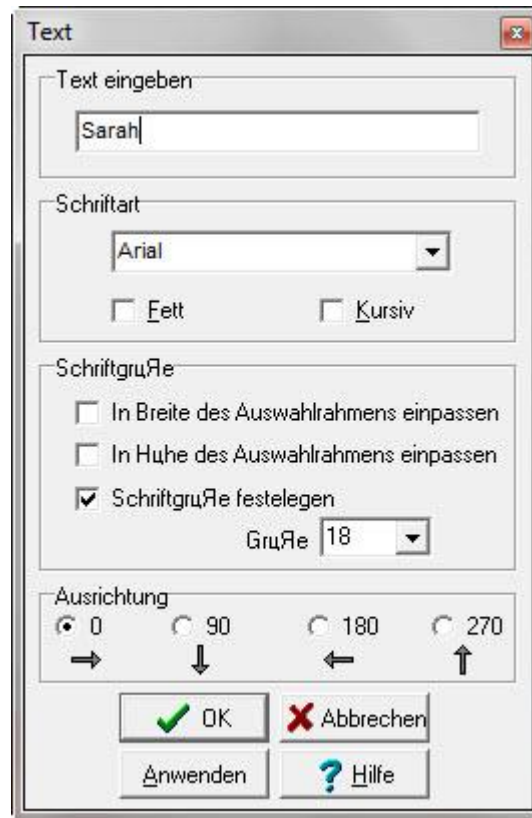 Text
Text eingeben
Sarah
Schriftart
Arial
Fett Kursiv
SchriftgrцЯe
In Breite des Auswahlrahmens einpassen
In Hцhe des Auswahlrahmens einpassen
SchriftgrцЯe festelegen
GrцЯe 18
Ausrichtung
0 90 180 270
OK Abbrechen
Anwenden Hilfe